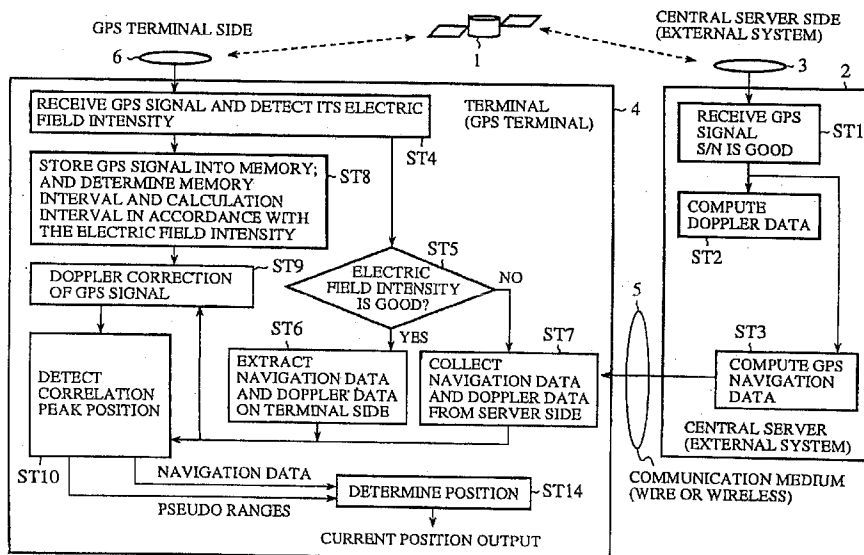 GPS TERMINAL SIDE
6
1
CENTRAL SERVER SIDE
(EXTERNAL SYSTEM)
3
2
RECEIVE GPS SIGNAL AND DETECT ITS ELECTRIC
FIELD INTENSITY
TERMINAL
(GPS TERMINAL)
4
ST4
RECEIVE GPS
SIGNAL
S/N IS GOOD
ST1
STORE GPS SIGNAL INTO MEMORY;
AND DETERMINE MEMORY
INTERVAL AND CALCULATION
INTERVAL IN ACCORDANCE WITH
THE ELECTRIC FIELD INTENSITY
ST8
COMPUTE
DOPPLER DATA
ST2
ST9
DOPPLER CORRECTION
OF GPS SIGNAL
ST5
ELECTRIC
FIELD INTENSITY
IS GOOD?
NO
YES
5
ST6
EXTRACT
NAVIGATION DATA
AND DOPPLER DATA
ON TERMINAL SIDE
ST7
COLLECT
NAVIGATION DATA
AND DOPPLER DATA
FROM SERVER SIDE
ST3
COMPUTE GPS
NAVIGATION
DATA
DETECT
CORRELATION
PEAK POSITION
ST10
CENTRAL SERVER
(EXTERNAL SYSTEM)
NAVIGATION DATA
PSEUDO RANGES
DETERMINE POSITION
ST14
COMMUNICATION MEDIUM
(WIRE OR WIRELESS)
CURRENT POSITION OUTPUT